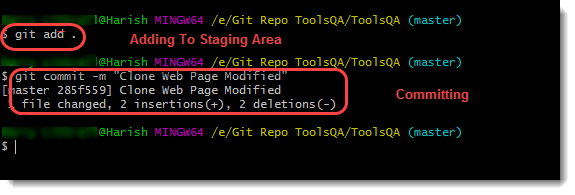 @Harish MINGW64 /e/Git Repo ToolsQA/ToolsQA (master)
$ git add .
Adding To Staging Area
@Harish MINGW64 /e/Git Repo ToolsQA/ToolsQA (master)
$ git commit -m "Clone Web Page Modified"
[master 285f559] Clone Web Page Modified
1 file changed, 2 insertions(+), 2 deletions(-)
Committing
@Harish MINGW64 /e/Git Repo ToolsQA/ToolsQA (master)
$